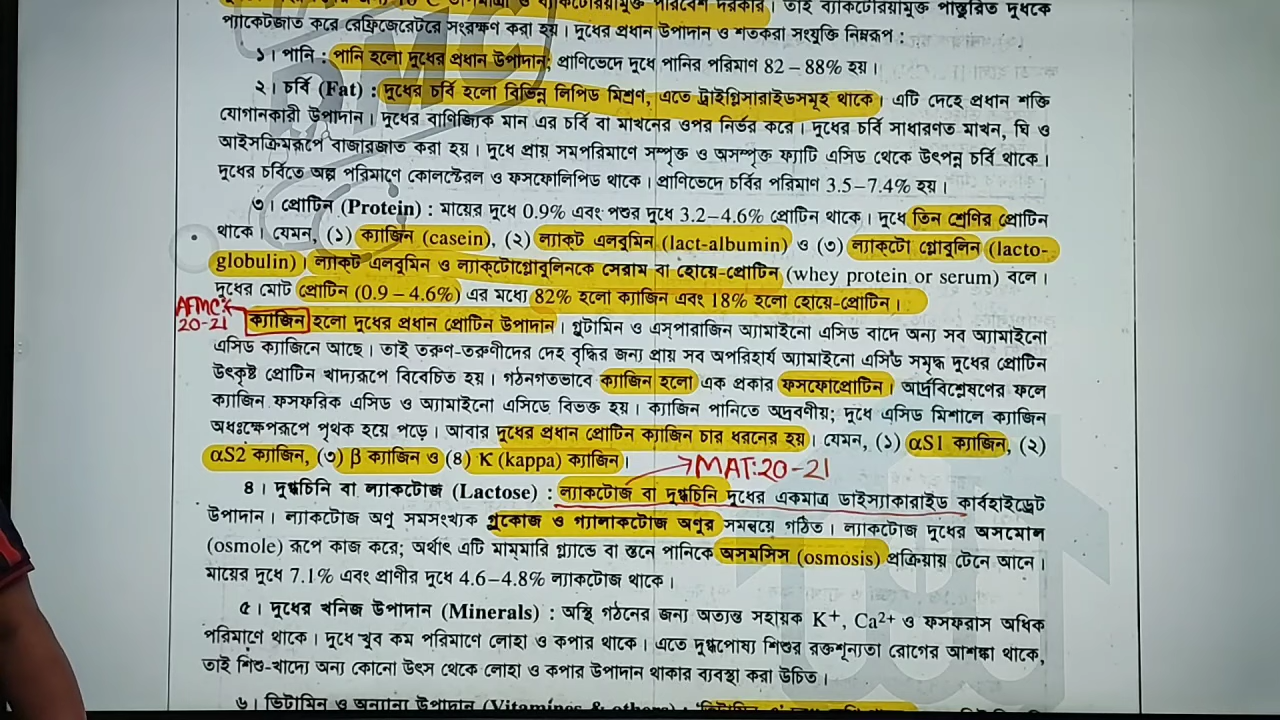 প্যাকেটজাত করে রেফ্রিজেরেটরে সংরক্ষণ করা হয়। দুধের প্রধান উপাদান ও শতকরা সংযুক্তি নিম্নরূপ :
১। পানি : পানি হলো দুধের প্রধান উপাদান; প্রাণিভেদে দুধে পানির পরিমাণ 82 – 88% হয়।
২। চর্বি (Fat) : দুধের চর্বি হলো বিভিন্ন লিপিড মিশ্রণ, এতে ট্রাইগ্লিসারাইডসমূহ থাকে। এটি দেহে প্রধান শক্তি
যোগানকারী উপাদান। দুধের বাণিজ্যিক মান এর চর্বি বা মাখনের ওপর নির্ভর করে। দুধের চর্বি সাধারণত মাখন, ঘি ও
আইসক্রিমরূপে বাজারজাত করা হয়। দুধে প্রায় সমপরিমাণে সম্পৃক্ত ও অসম্পৃক্ত ফ্যাটি এসিড থেকে উৎপন্ন চর্বি থাকে।
দুধের চর্বিতে অল্প পরিমাণে কোলস্টেরল ও ফসফোলিপিড থাকে। প্রাণিভেদে চর্বির পরিমাণ 3.5–7.4% হয়।
৩। প্রোটিন (Protein) : মায়ের দুধে 0.9% এবং পশুর দুধে 3.2–4.6% প্রোটিন থাকে। দুধে তিন শ্রেণির প্রোটিন
থাকে। যেমন, (১) ক্যাজিন (casein), (২) ল্যাক্ট এলবুমিন (lact-albumin) ও (৩) ল্যাক্টো গ্লোবুলিন (lacto-
globulin)। ল্যাক্ট এলবুমিন ও ল্যাক্টোগ্লোবুলিনকে সেরাম বা হোয়ে-প্রোটিন (whey protein or serum) বলে।
দুধের মোট প্রোটিন (0.9 – 4.6%) এর মধ্যে 82% হলো ক্যাজিন এবং 18% হলো হোয়ে-প্রোটিন।
AFMC:
20-21
ক্যাজিন হলো দুধের প্রধান প্রোটিন উপাদান। গ্লুটামিন ও এস্পারাজিন অ্যামাইনো এসিড বাদে অন্য সব অ্যামাইনো
এসিড ক্যাজিনে আছে। তাই তরুণ-তরুণীদের দেহ বৃদ্ধির জন্য প্রায় সব অপরিহার্য অ্যামাইনো এসিড সমৃদ্ধ দুধের প্রোটিন
উৎকৃষ্ট প্রোটিন খাদ্যরূপে বিবেচিত হয়। গঠনগতভাবে ক্যাজিন হলো এক প্রকার ফসফোপ্রোটিন। আর্দ্রবিশ্লেষণের ফলে
ক্যাজিন ফসফরিক এসিড ও অ্যামাইনো এসিডে বিভক্ত হয়। ক্যাজিন পানিতে অদ্রবণীয়; দুধে এসিড মিশালে ক্যাজিন
অধঃক্ষেপরূপে পৃথক হয়ে পড়ে। আবার দুধের প্রধান প্রোটিন ক্যাজিন চার ধরনের হয়। যেমন, (১) αS1 ক্যাজিন, (২)
αS2 ক্যাজিন, (৩) β ক্যাজিন ও (৪) K (kappa) ক্যাজিন।
MAT:20-21
৪। দুগ্ধচিনি বা ল্যাকটোজ (Lactose) : ল্যাকটোজ বা দুগ্ধচিনি দুধের একমাত্র ডাইস্যাকারাইড কার্বহাইড্রেট
উপাদান। ল্যাকটোজ অণু সমসংখ্যক গ্লুকোজ ও গ্যালাকটোজ অণুর সমন্বয়ে গঠিত। ল্যাকটোজ দুধের অসমোল
(osmole) রূপে কাজ করে; অর্থাৎ এটি মাম্মারি গ্ল্যান্ডে বা স্তনে পানিকে অসমসিস (osmosis) প্রক্রিয়ায় টেনে আনে।
মায়ের দুধে 7.1% এবং প্রাণীর দুধে 4.6–4.8% ল্যাকটোজ থাকে।
৫। দুধের খনিজ উপাদান (Minerals) : অস্থি গঠনের জন্য অত্যন্ত সহায়ক K+, Ca2+ ও ফসফরাস অধিক
পরিমাণে থাকে। দুধে খুব কম পরিমাণে লোহা ও কপার থাকে। এতে দুগ্ধপোষ্য শিশুর রক্তশূন্যতা রোগের আশঙ্কা থাকে,
তাই শিশু-খাদ্যে অন্য কোনো উৎস থেকে লোহা ও কপার উপাদান থাকার ব্যবস্থা করা উচিত।
৬। ভিটামিন ও অন্যান্য উপাদান (Vitamines & others) :